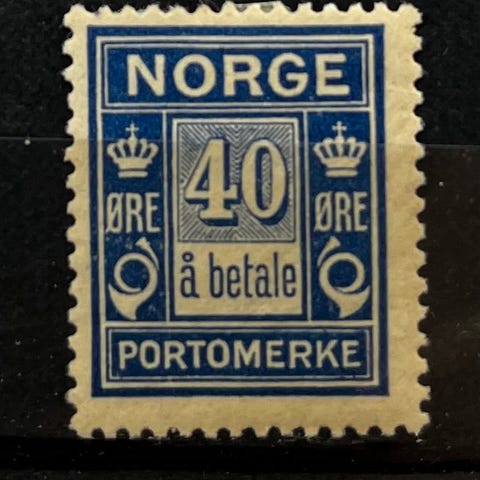 NORGE
40
ØRE ØRE
å betale
PORTOMERKE